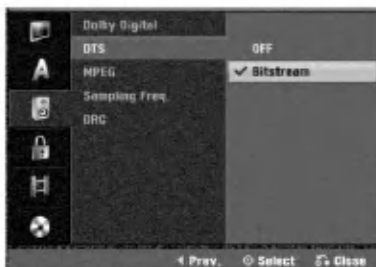 Dolby Digital
DTS OFF
MPEG ✓ Bitstream
Sampling Freq.
DRC
A
◀ Prev. ⊙ Select Close